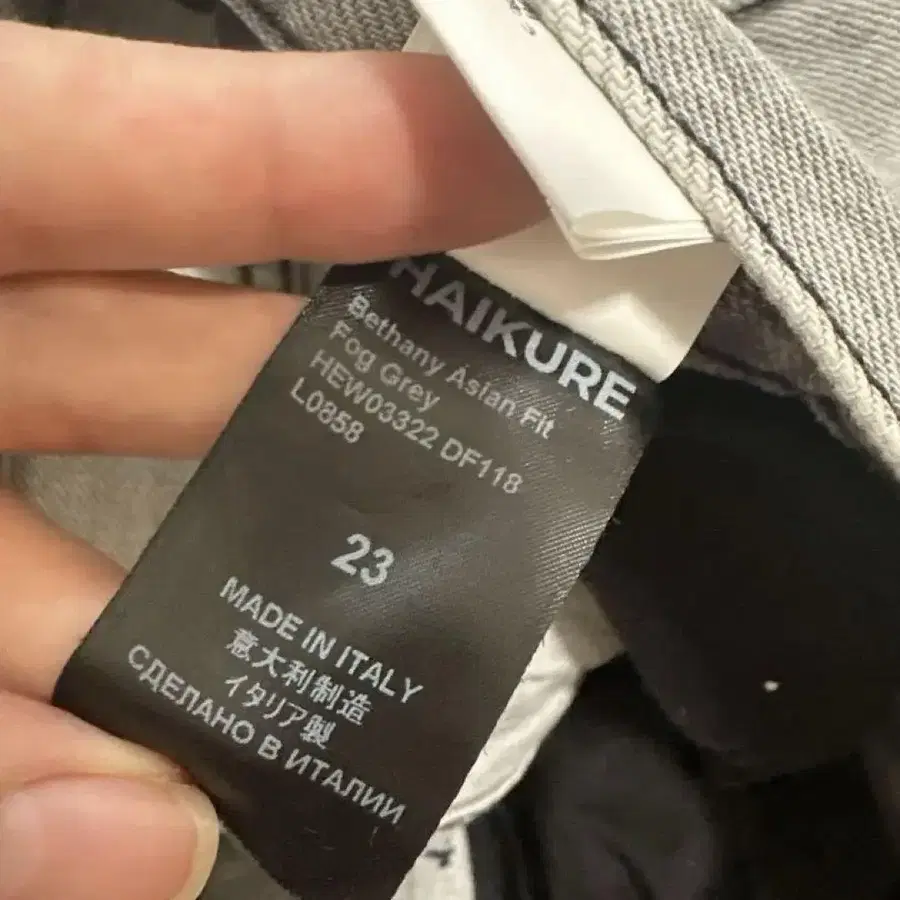 HAIKURE
Bethany Asian Fit
Fog Grey
HEW03322 DF118
L0858
23
MADE IN ITALY
意大利制造
イタリア製
СДЕЛАНО В ИТАЛИИ